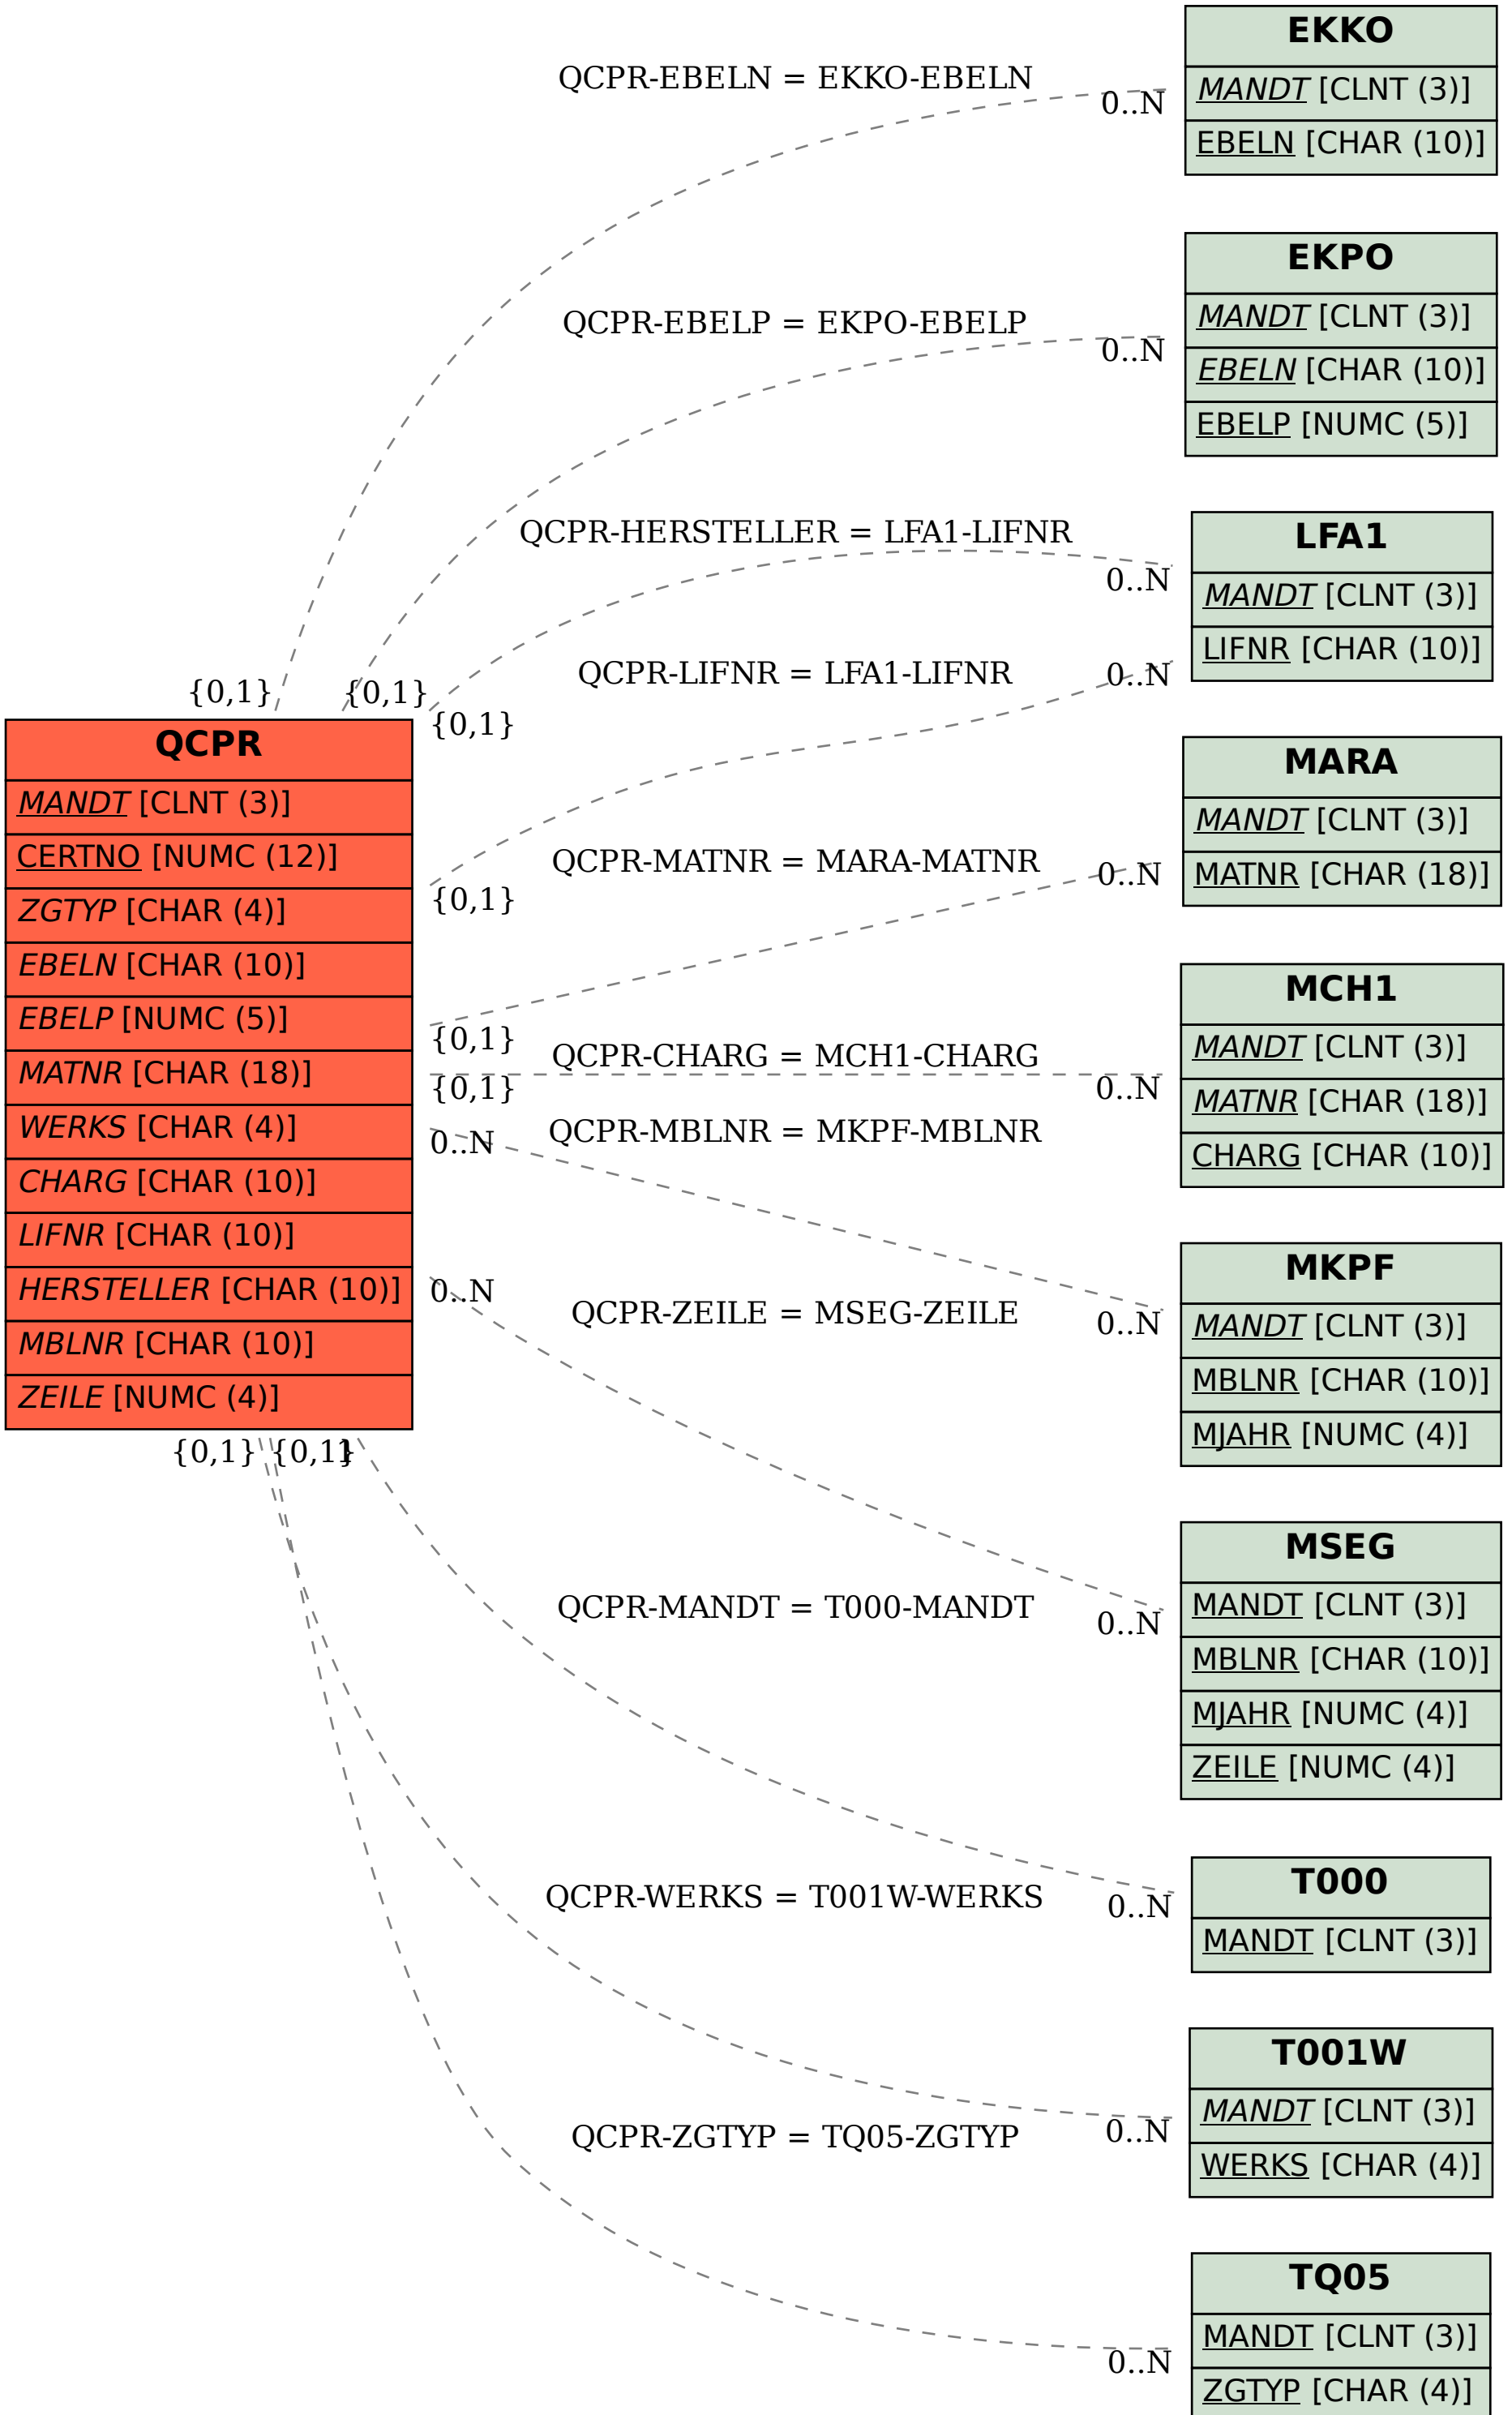 EKKO
MANDT [CLNT (3)]
EBELN [CHAR (10)]
QCPR-EBELN = EKKO-EBELN
0..N
EKPO
MANDT [CLNT (3)]
EBELN [CHAR (10)]
EBELP [NUMC (5)]
QCPR-EBELP = EKPO-EBELP
0..N
LFA1
MANDT [CLNT (3)]
LIFNR [CHAR (10)]
QCPR-HERSTELLER = LFA1-LIFNR
0..N
QCPR-LIFNR = LFA1-LIFNR
0..N
{0,1}
{0,1}
{0,1}
QCPR
MANDT [CLNT (3)]
CERTNO [NUMC (12)]
ZGTYP [CHAR (4)]
EBELN [CHAR (10)]
EBELP [NUMC (5)]
MATNR [CHAR (18)]
WERKS [CHAR (4)]
CHARG [CHAR (10)]
LIFNR [CHAR (10)]
HERSTELLER [CHAR (10)]
MBLNR [CHAR (10)]
ZEILE [NUMC (4)]
{0,1}
{0,1}
{0,1}
0..N
0..N
{0,1}
{0,1}
1
MARA
MANDT [CLNT (3)]
MATNR [CHAR (18)]
QCPR-MATNR = MARA-MATNR
0..N
MCH1
MANDT [CLNT (3)]
MATNR [CHAR (18)]
CHARG [CHAR (10)]
QCPR-CHARG = MCH1-CHARG
0..N
QCPR-MBLNR = MKPF-MBLNR
MKPF
MANDT [CLNT (3)]
MBLNR [CHAR (10)]
MJAHR [NUMC (4)]
0..N
QCPR-ZEILE = MSEG-ZEILE
MSEG
MANDT [CLNT (3)]
MBLNR [CHAR (10)]
MJAHR [NUMC (4)]
ZEILE [NUMC (4)]
0..N
QCPR-MANDT = T000-MANDT
T000
MANDT [CLNT (3)]
0..N
QCPR-WERKS = T001W-WERKS
T001W
MANDT [CLNT (3)]
WERKS [CHAR (4)]
0..N
QCPR-ZGTYP = TQ05-ZGTYP
TQ05
MANDT [CLNT (3)]
ZGTYP [CHAR (4)]
0..N